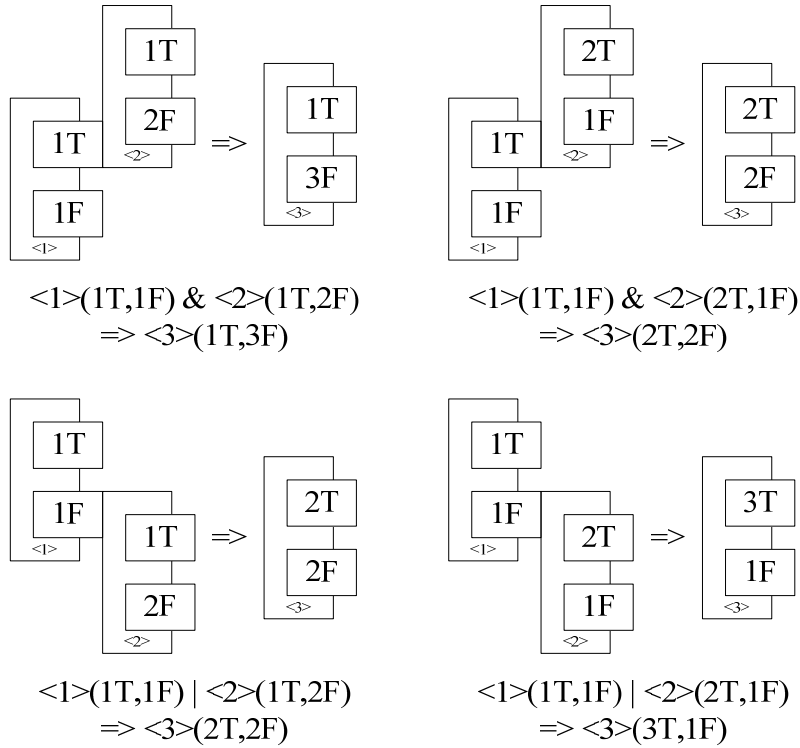 1T
2F
<2>
1T
1F
<1>
=>
1T
3F
<3>
<1>(1T,1F) & <2>(1T,2F)
=> <3>(1T,3F)
2T
1F
<2>
1T
1F
<1>
=>
2T
2F
<3>
<1>(1T,1F) & <2>(2T,1F)
=> <3>(2T,2F)
1T
1F
<1>
1T
2F
<2>
=>
2T
2F
<3>
<1>(1T,1F) | <2>(1T,2F)
=> <3>(2T,2F)
1T
1F
<1>
2T
1F
<2>
=>
3T
1F
<3>
<1>(1T,1F) | <2>(2T,1F)
=> <3>(3T,1F)